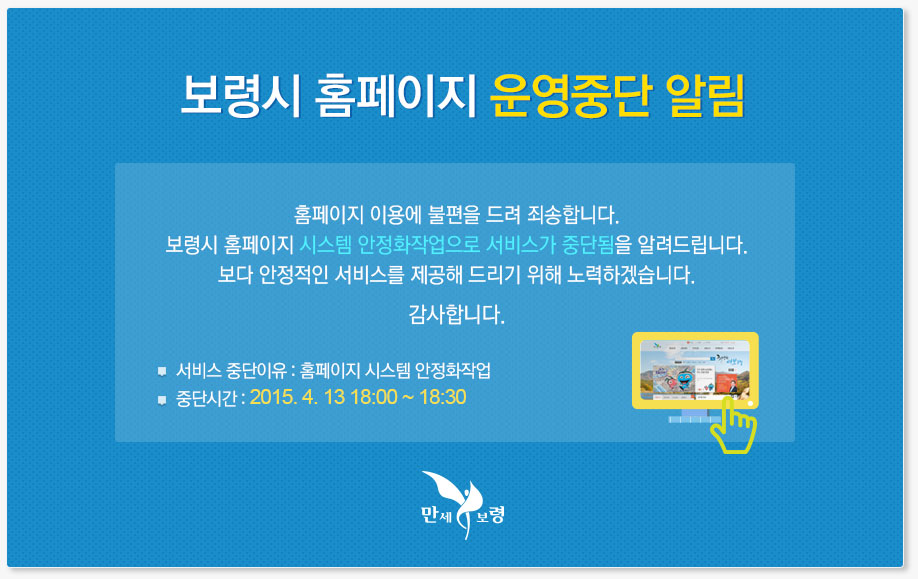 보령시 홈페이지 운영중단 알림
홈페이지 이용에 불편을 드려 죄송합니다.
보령시 홈페이지 시스템 안정화작업으로 서비스가 중단됨을 알려드립니다.
보다 안정적인 서비스를 제공해 드리기 위해 노력하겠습니다.
감사합니다.
서비스 중단이유 : 홈페이지 시스템 안정화작업
중단시간 : 2015. 4. 13 18:00 ~ 18:30
만세 보령